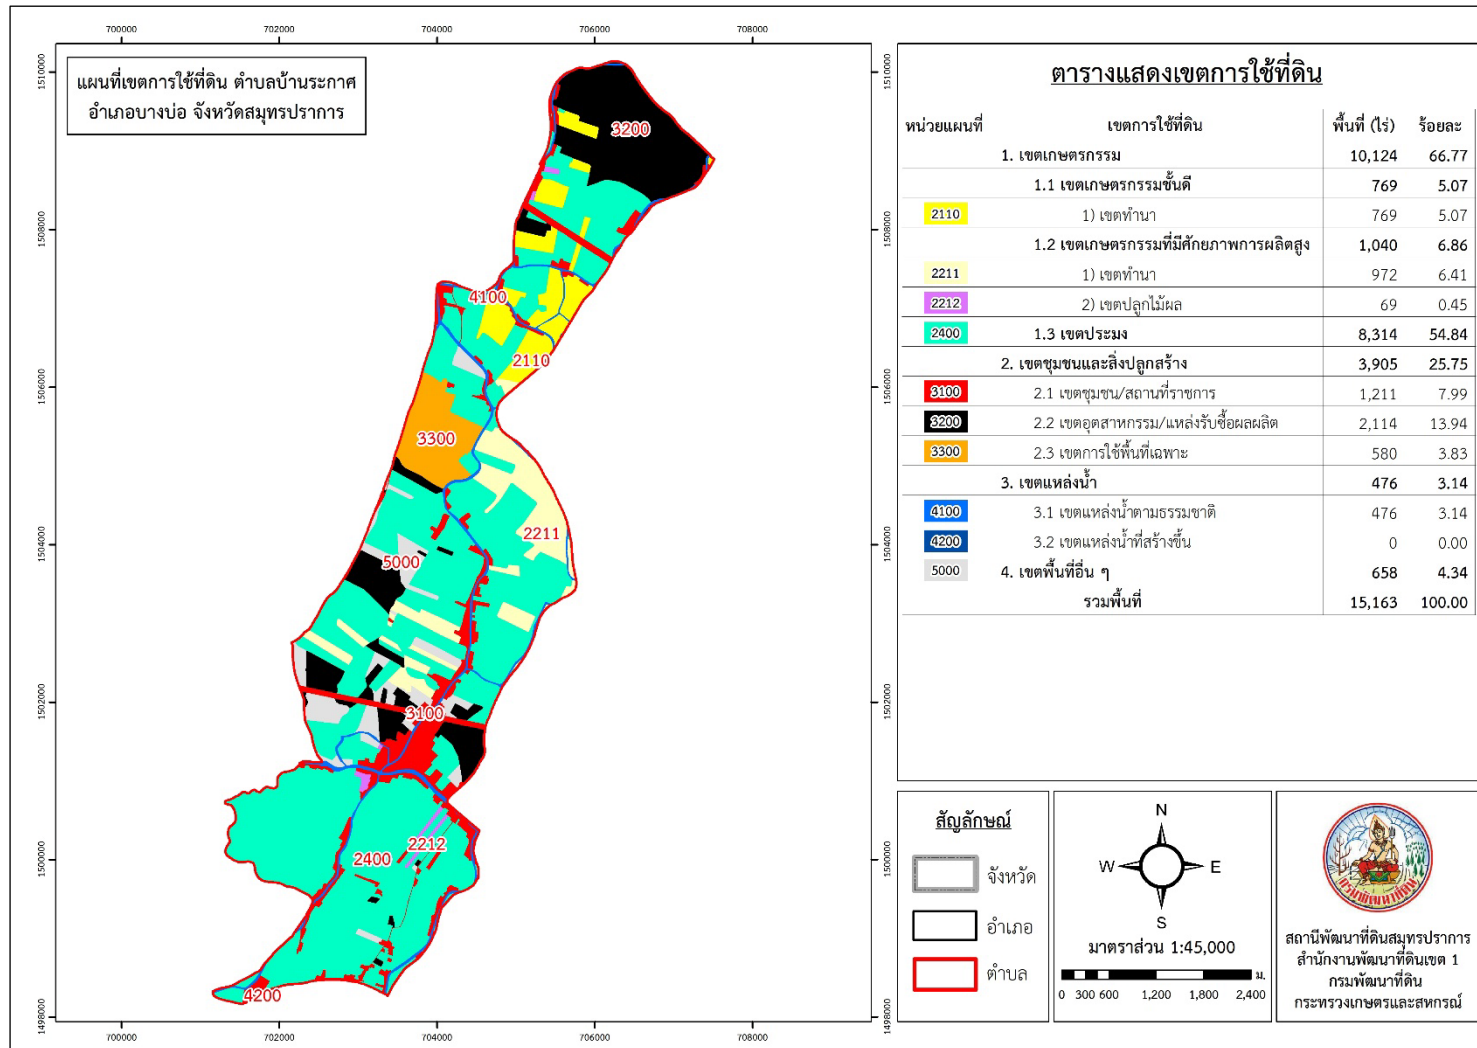 แผนที่เขตการใช้ที่ดิน ตำบลบ้านระกาศ
อำเภอบางบ่อ จังหวัดสมุทรปราการ
700000 702000 704000 706000 708000
1510000
1508000
1506000
1504000
1502000
1500000
1498000
3200
4100
2110
3300
2211
5000
3100
2212
2400
4200
1510000
1508000
1506000
1504000
1502000
1500000
1498000
700000 702000 704000 706000 708000
ตารางแสดงเขตการใช้ที่ดิน
หน่วยแผนที่ เขตการใช้ที่ดิน พื้นที่ (ไร่) ร้อยละ
1. เขตเกษตรกรรม 10,124 66.77
1.1 เขตเกษตรกรรมชั้นดี 769 5.07
2110 1) เขตทำนา 769 5.07
1.2 เขตเกษตรกรรมที่มีศักยภาพการผลิตสูง 1,040 6.86
2211 1) เขตทำนา 972 6.41
2212 2) เขตปลูกไม้ผล 69 0.45
2400 1.3 เขตประมง 8,314 54.84
2. เขตชุมชนและสิ่งปลูกสร้าง 3,905 25.75
3100 2.1 เขตชุมชน/สถานที่ราชการ 1,211 7.99
3200 2.2 เขตอุตสาหกรรม/แหล่งรับซื้อผลผลิต 2,114 13.94
3300 2.3 เขตการใช้พื้นที่เฉพาะ 580 3.83
3. เขตแหล่งน้ำ 476 3.14
4100 3.1 เขตแหล่งน้ำตามธรรมชาติ 476 3.14
4200 3.2 เขตแหล่งน้ำที่สร้างขึ้น 0 0.00
5000 4. เขตพื้นที่อื่น ๆ 658 4.34
รวมพื้นที่ 15,163 100.00
สัญลักษณ์
จังหวัด
อำเภอ
ตำบล
N
W E
S
มาตราส่วน 1:45,000
ม.
0 300 600 1,200 1,800 2,400
กรมพัฒนาที่ดิน
สถานีพัฒนาที่ดินสมุทรปราการ
สำนักงานพัฒนาที่ดินเขต 1
กรมพัฒนาที่ดิน
กระทรวงเกษตรและสหกรณ์